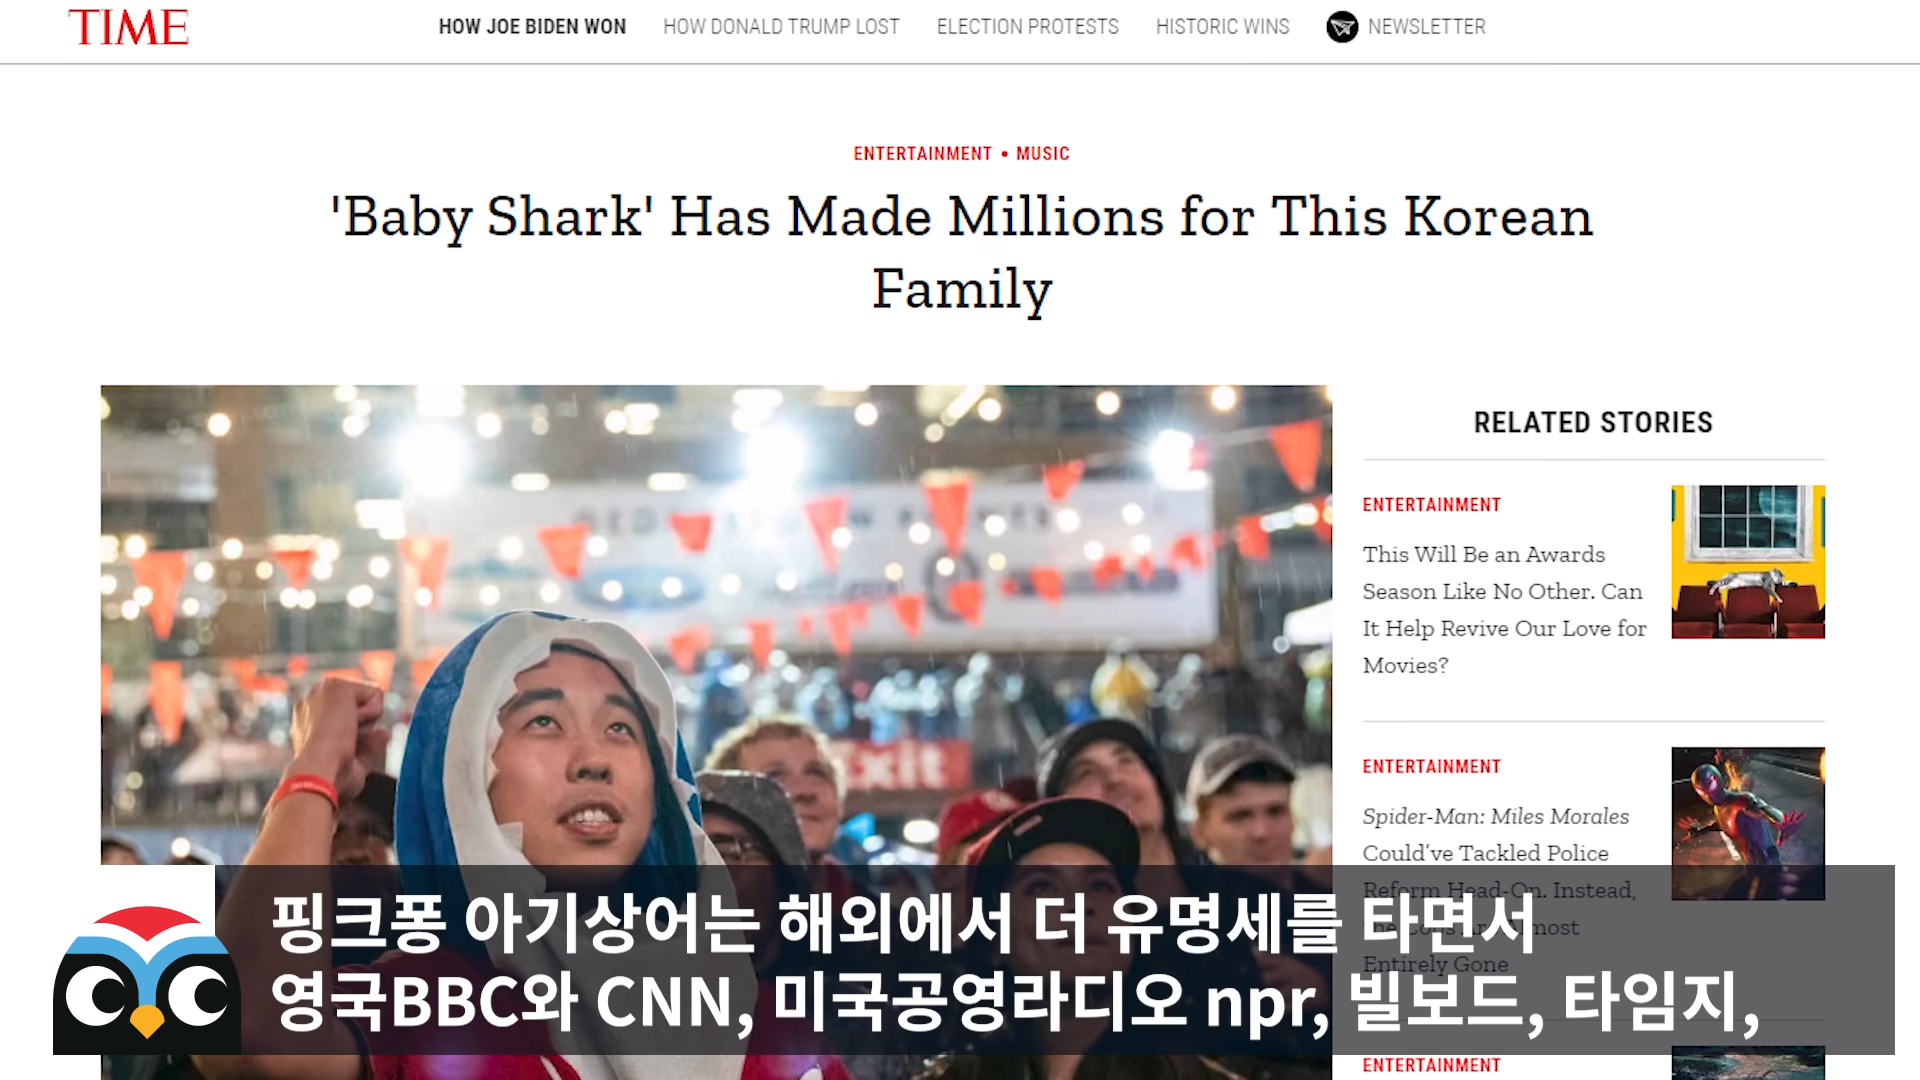 TIME
HOW JOE BIDEN WON
HOW DONALD TRUMP LOST
ELECTION PROTESTS
HISTORIC WINS
NEWSLETTER
ENTERTAINMENT • MUSIC
'Baby Shark' Has Made Millions for This Korean
Family
RELATED STORIES
ENTERTAINMENT
This Will Be an Awards
Season Like No Other. Can
It Help Revive Our Love for
Movies?
ENTERTAINMENT
Spider-Man: Miles Morales
Could've Tackled Police
Reform Head-On. Instead,
Entirely Gone
ENTERTAINMENT
Exit
핑크퐁 아기상어는 해외에서 더 유명세를 타면서
영국BBC와 CNN, 미국공영라디오 npr, 빌보드, 타임지,